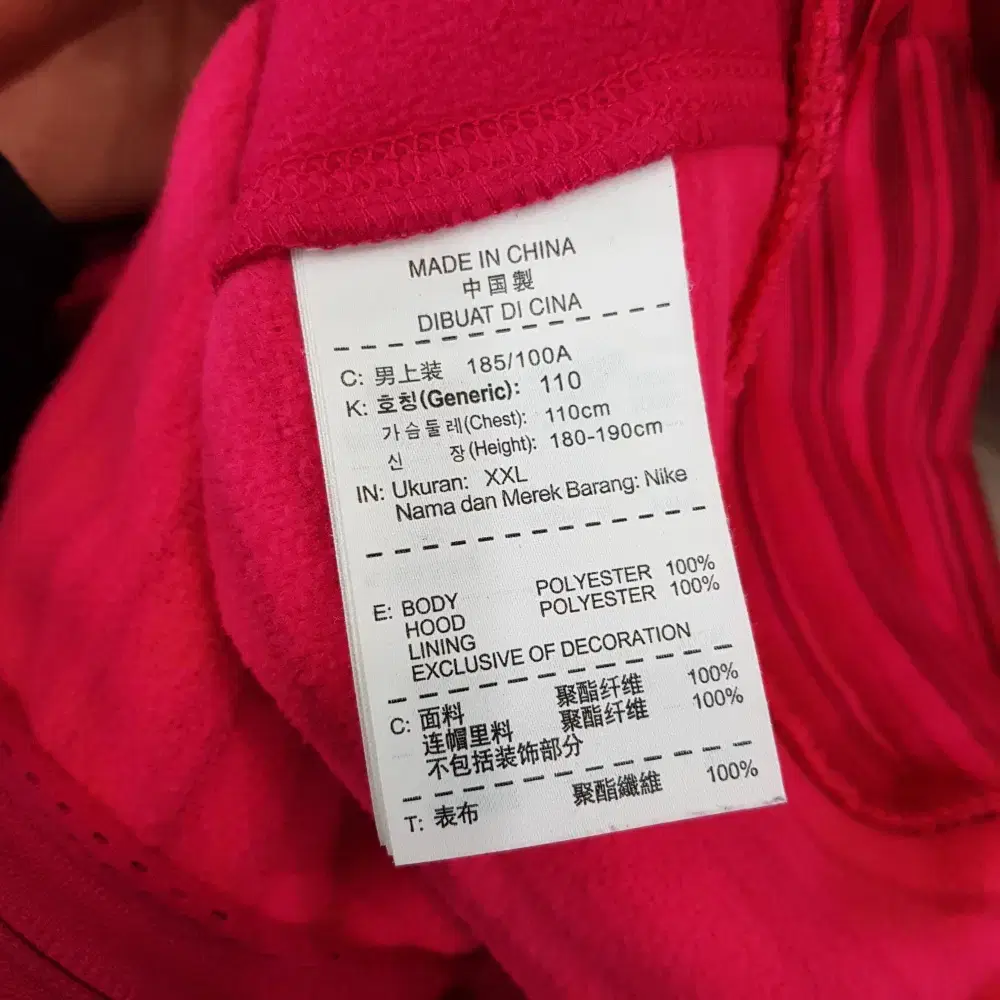 MADE IN CHINA
中国製
DIBUAT DI CINA
C: 男上装 185/100A
K: 호칭(Generic): 110
가슴둘레(Chest): 110cm
신 장(Height): 180-190cm
IN: Ukuran: XXL
Nama dan Merek Barang: Nike
E: BODY POLYESTER 100%
HOOD POLYESTER 100%
LINING
EXCLUSIVE OF DECORATION
C: 面料 聚酯纤维 100%
连帽里料 聚酯纤维 100%
不包括装饰部分
T: 表布 聚酯纖維 100%